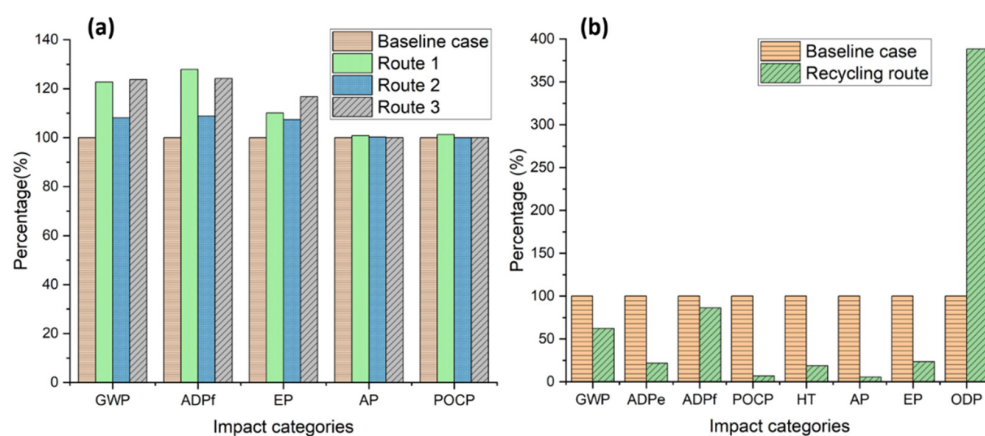 (a)
Baseline case
Route 1
Route 2
Route 3
140
120
100
80
60
40
20
0
Percentage(%)
GWP ADPf EP AP POCP
Impact categories
(b)
Baseline case
Recycling route
400
350
300
250
200
150
100
50
0
Percentage (%)
GWP ADPe ADPf POCP HT AP EP ODP
Impact categories